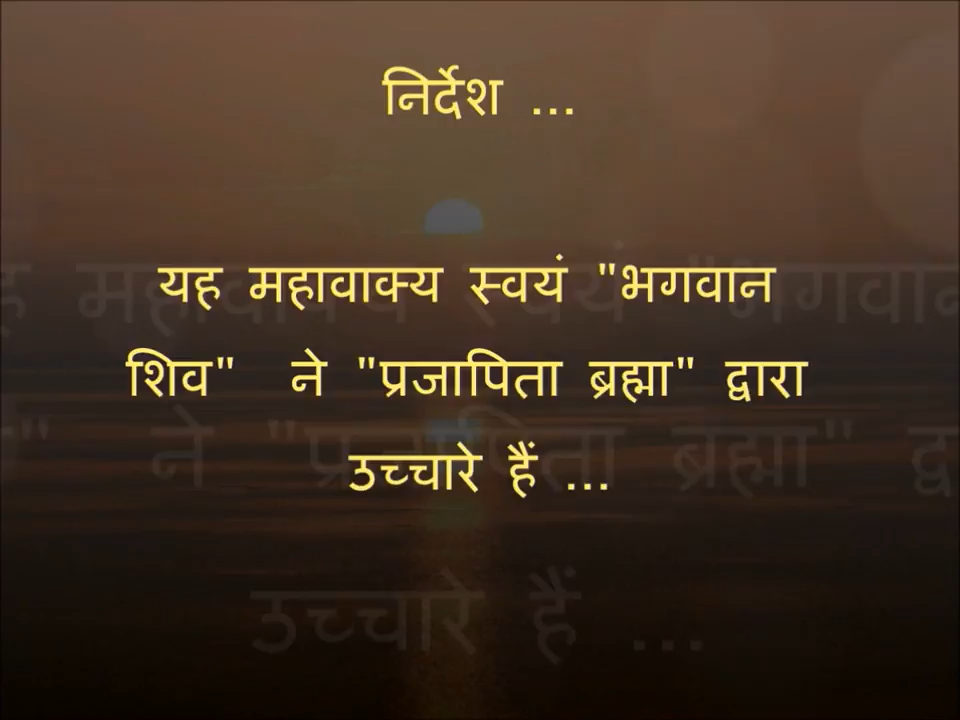 निर्देश ...
यह महावाक्य स्वयं "भगवान
शिव" ने "प्रजापिता ब्रह्मा" द्वारा
उच्चारे हैं ...